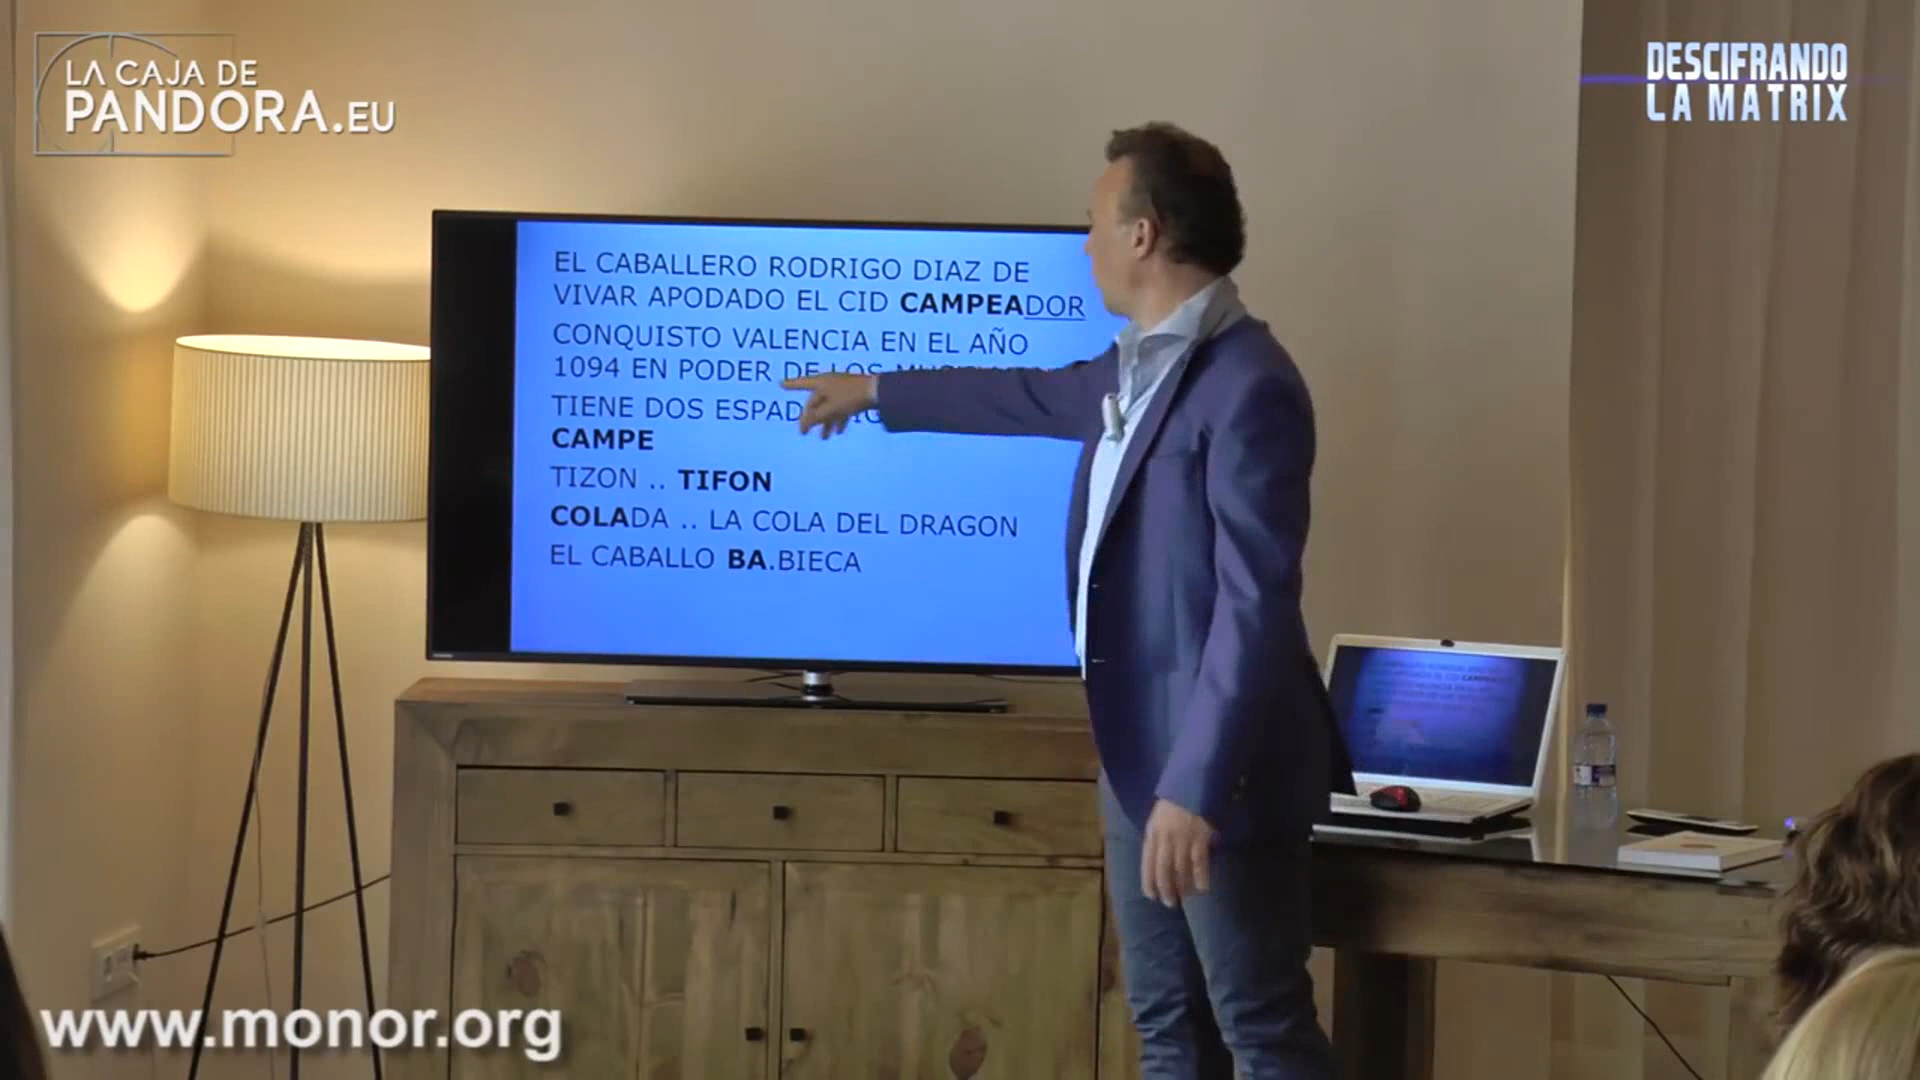 LA CAJA DE
PANDORA.EU
DESCIFRANDO
LA MATRIX
EL CABALLERO RODRIGO DIAZ DE
VIVAR APODADO EL CID CAMPEADOR
CONQUISTO VALENCIA EN EL AÑO
1094 EN PODER DE LOS
TIENE DOS
CAMPE
TIZON .. TIFON
COLADA .. LA COLA DEL DRAGON
EL CABALLO BA.BIECA
www.monor.org